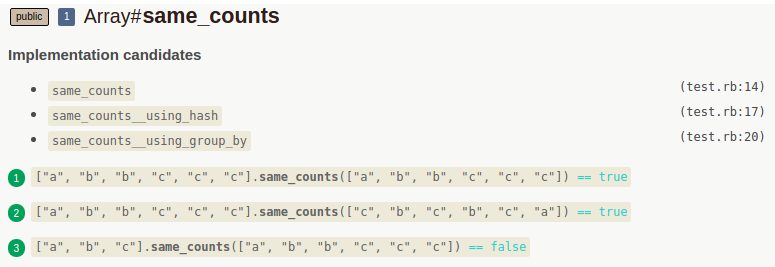 public 1 Array#same_counts
Implementation candidates
• same_counts (test.rb:14)
• same_counts__using_hash (test.rb:17)
• same_counts__using_group_by (test.rb:20)
1 ["a", "b", "b", "c", "c", "c"].same_counts(["a", "b", "b", "c", "c", "c"]) == true
2 ["a", "b", "b", "c", "c", "c"].same_counts(["c", "b", "c", "b", "c", "a"]) == true
3 ["a", "b", "c"].same_counts(["a", "b", "b", "c", "c", "c"]) == false